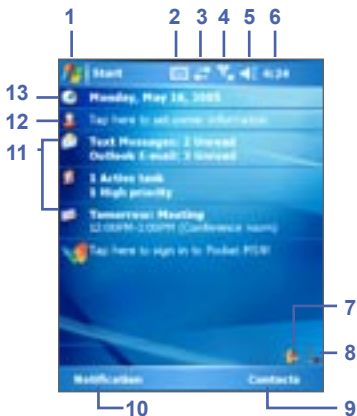 1 2 3 4 5 6
Start 4:24
13 Monday, May 16, 2005
12 Tap here to set owner information
11 Text Messages: 2 Unread
Outlook E-mail: 3 Unread
1 Active task
1 High priority
Tomorrow: Meeting
12:00PM-1:00PM (Conference room)
Tap here to sign in to Pocket MSN!
7
8
Notification Contacts
10 9